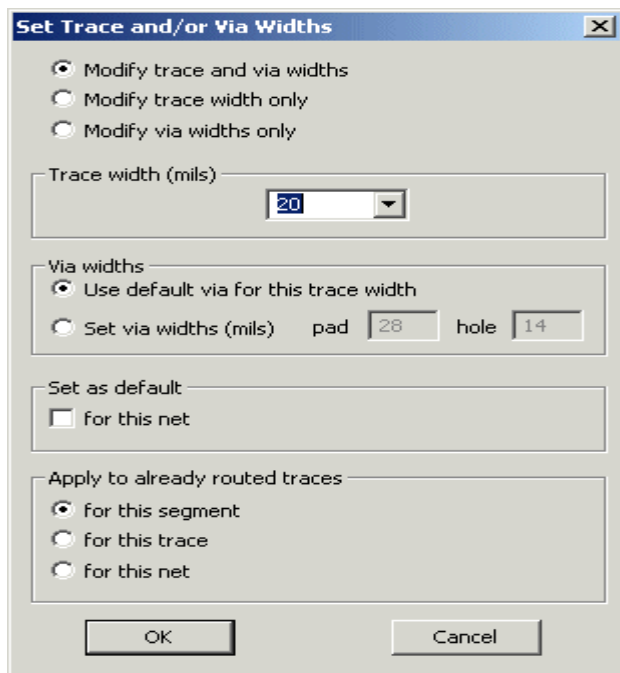 Set Trace and/or Via Widths
Modify trace and via widths
Modify trace width only
Modify via widths only
Trace width (mils)
20
Via widths
Use default via for this trace width
Set via widths (mils) pad 28 hole 14
Set as default
for this net
Apply to already routed traces
for this segment
for this trace
for this net
OK Cancel